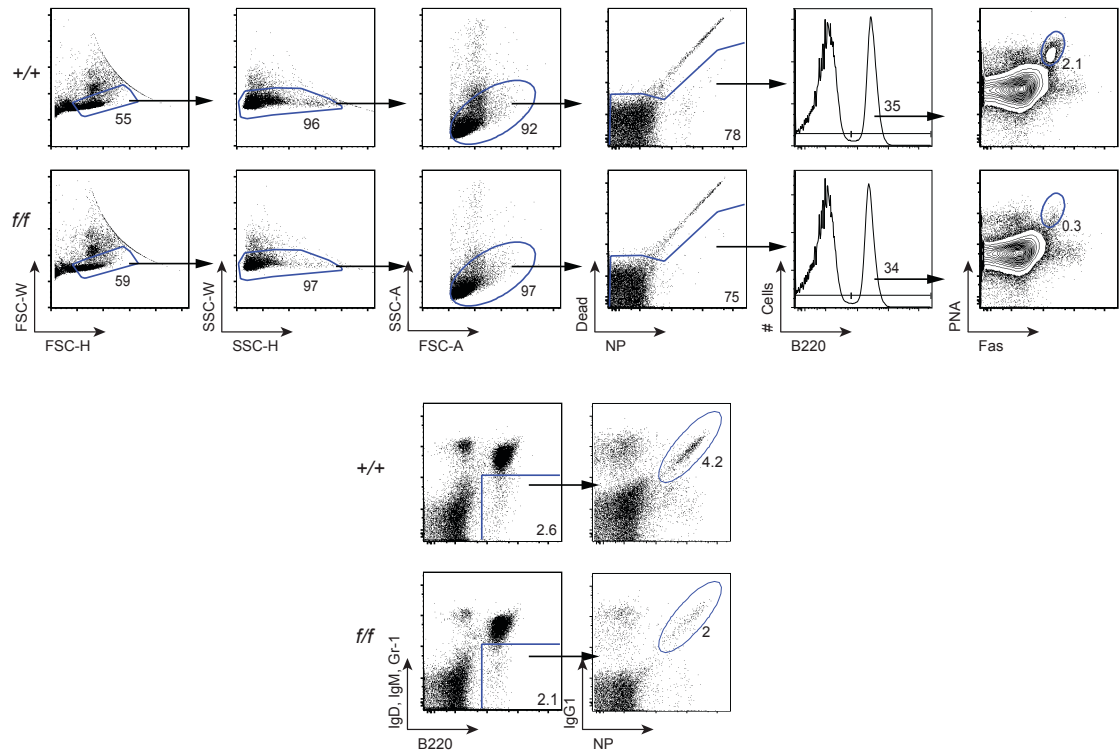 +/+
55
96
92
78
35
2.1
f/f
59
97
97
75
34
0.3
FSC-W
FSC-H
SSC-W
SSC-H
SSC-A
FSC-A
Dead
NP
# Cells
B220
PNA
Fas
+/+
2.6
4.2
f/f
2.1
2
IgD, IgM, Gr-1
B220
IgG1
NP